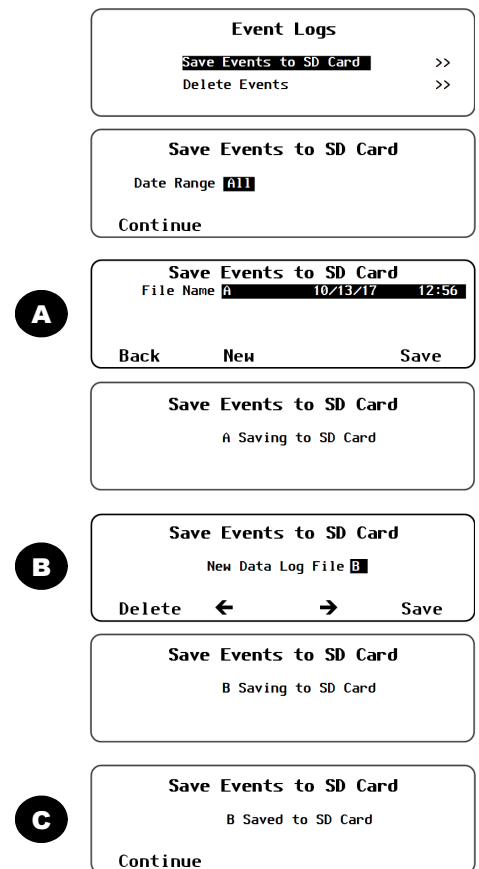 Event Logs
Save Events to SD Card >>
Delete Events >>
Save Events to SD Card
Date Range All
Continue
A
Save Events to SD Card
File Name A 10/13/17 12:56
Back New Save
Save Events to SD Card
A Saving to SD Card
B
Save Events to SD Card
New Data Log File B
Delete ← → Save
Save Events to SD Card
B Saving to SD Card
C
Save Events to SD Card
B Saved to SD Card
Continue